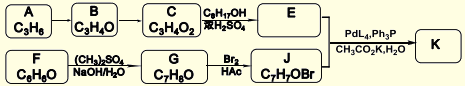 A B C C₈H₁₇OH E
C₃H₆ C₃H₄O C₃H₄O₂ 浓H₂SO₄
PdL₄,Ph₃P
CH₃CO₂K,H₂O K
F (CH₃)₂SO₄ G Br₂ J
C₆H₆O NaOH/H₂O C₇H₈O HAc C₇H₇OBr